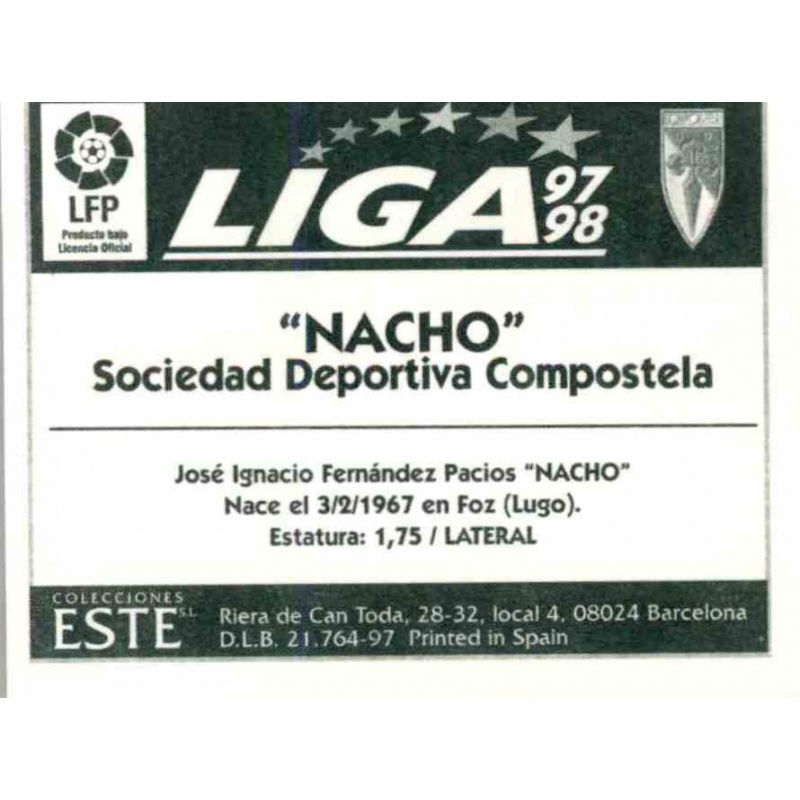 LFP
Producto bajo
Licencia Oficial
LIGA 97 98
"NACHO"
Sociedad Deportiva Compostela
José Ignacio Fernández Pacios "NACHO"
Nace el 3/2/1967 en Foz (Lugo).
Estatura: 1,75 / LATERAL
COLECCIONES
ESTE S.L.
Riera de Can Toda, 28-32, local 4, 08024 Barcelona
D.L.B. 21.764-97 Printed in Spain